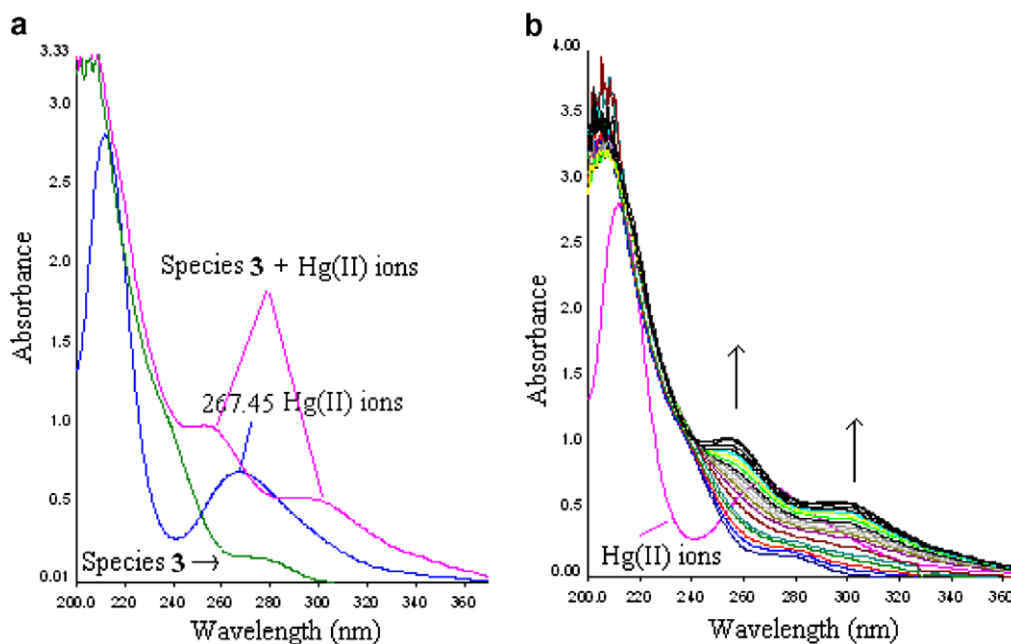 a
3.33
3.0
2.5
2.0
1.5
1.0
0.5
0.01
Absorbance
Species 3 + Hg(II) ions
267.45 Hg(II) ions
Species 3 →
200.0 220 240 260 280 300 320 340 360
Wavelength (nm)
b
4.00
3.5
3.0
2.5
2.0
1.5
1.0
0.5
0.00
Absorbance
Hg(II) ions
200.0 220 240 260 280 300 320 340 360
Wavelength (nm)